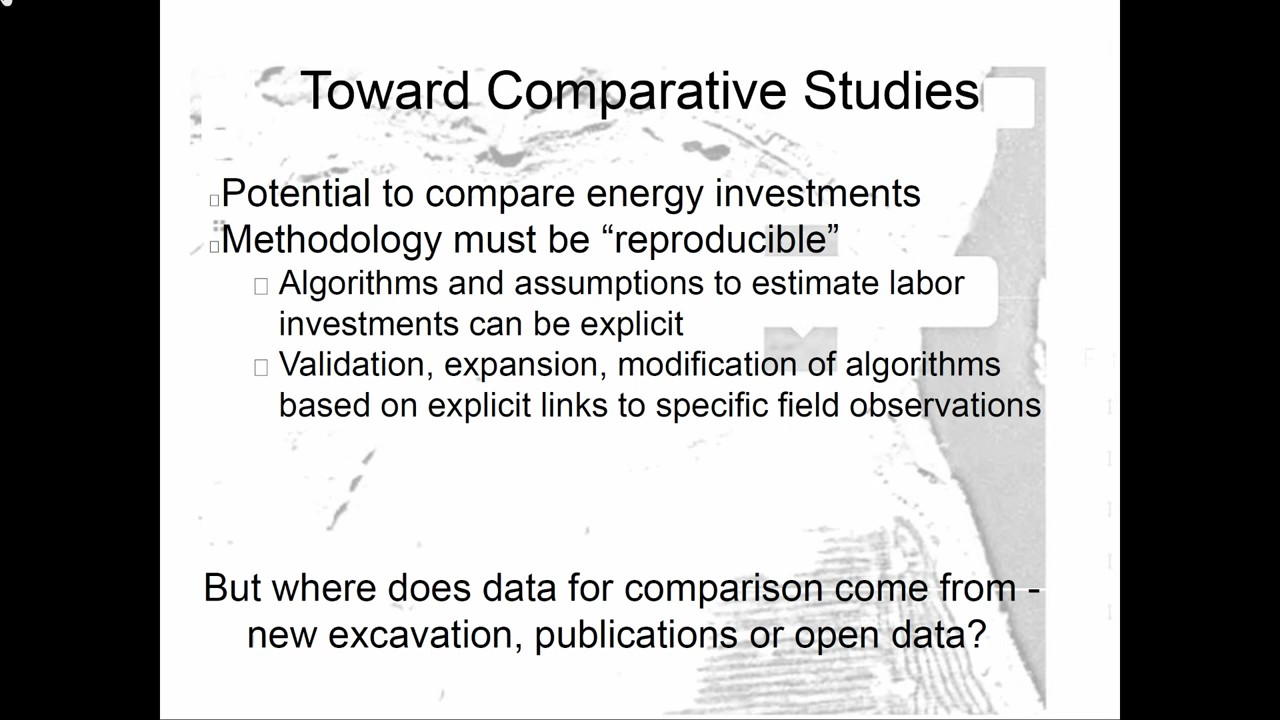 Toward Comparative Studies
Potential to compare energy investments
Methodology must be “reproducible”
Algorithms and assumptions to estimate labor
investments can be explicit
Validation, expansion, modification of algorithms
based on explicit links to specific field observations
But where does data for comparison come from -
new excavation, publications or open data?